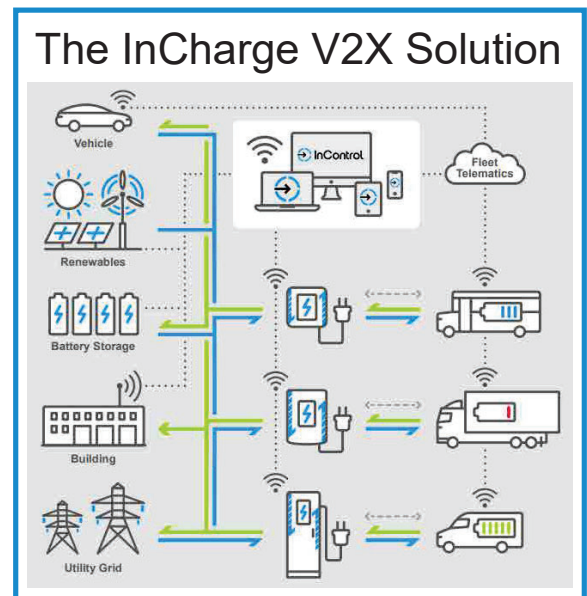 The InCharge V2X Solution
Vehicle
InControl
Fleet
Telematics
Renewables
Battery Storage
Building
Utility Grid